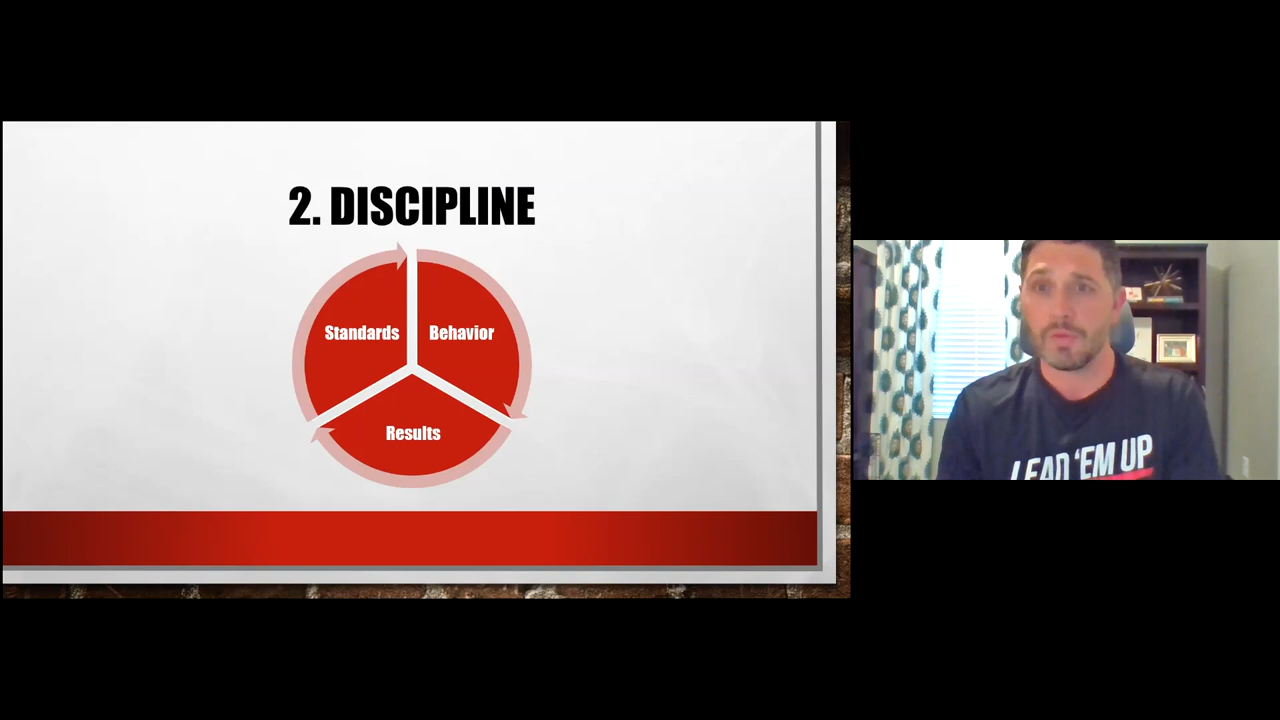 2. DISCIPLINE
Standards
Behavior
Results
LEAD 'EM UP